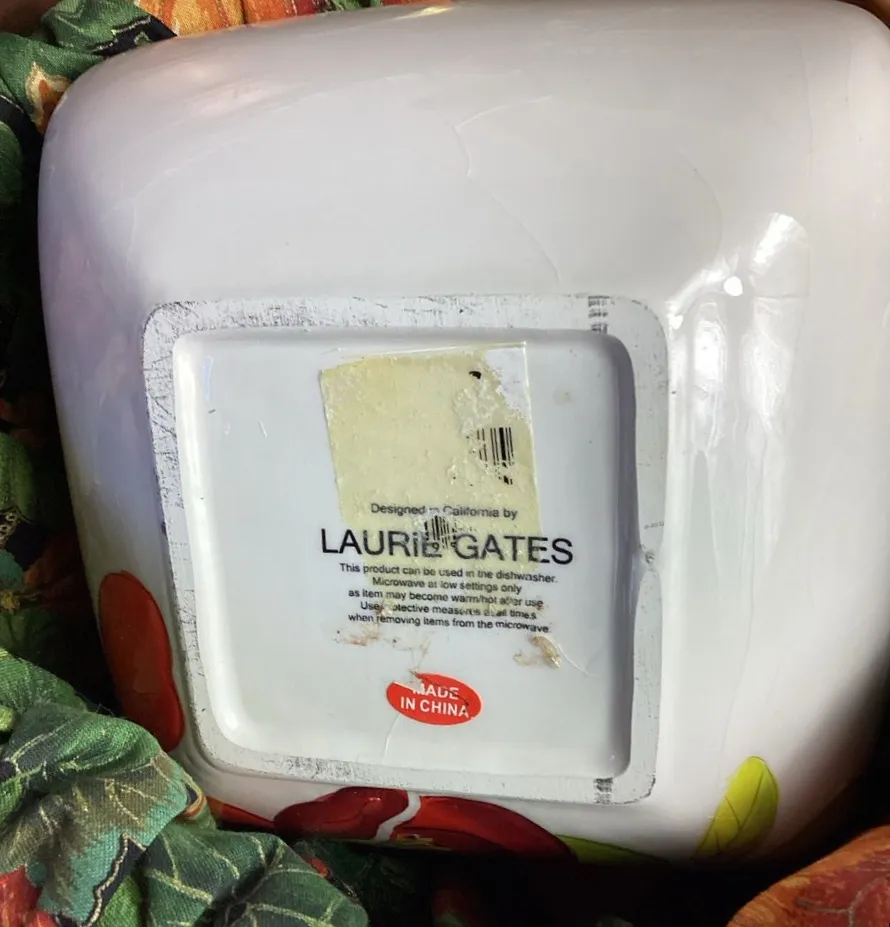 Designed in California by
LAURIE GATES
This product can be used in the dishwasher.
Microwave at low settings only
as item may become warm/hot after use
Use protective measures at all times
when removing items from the microwave
MADE
IN CHINA